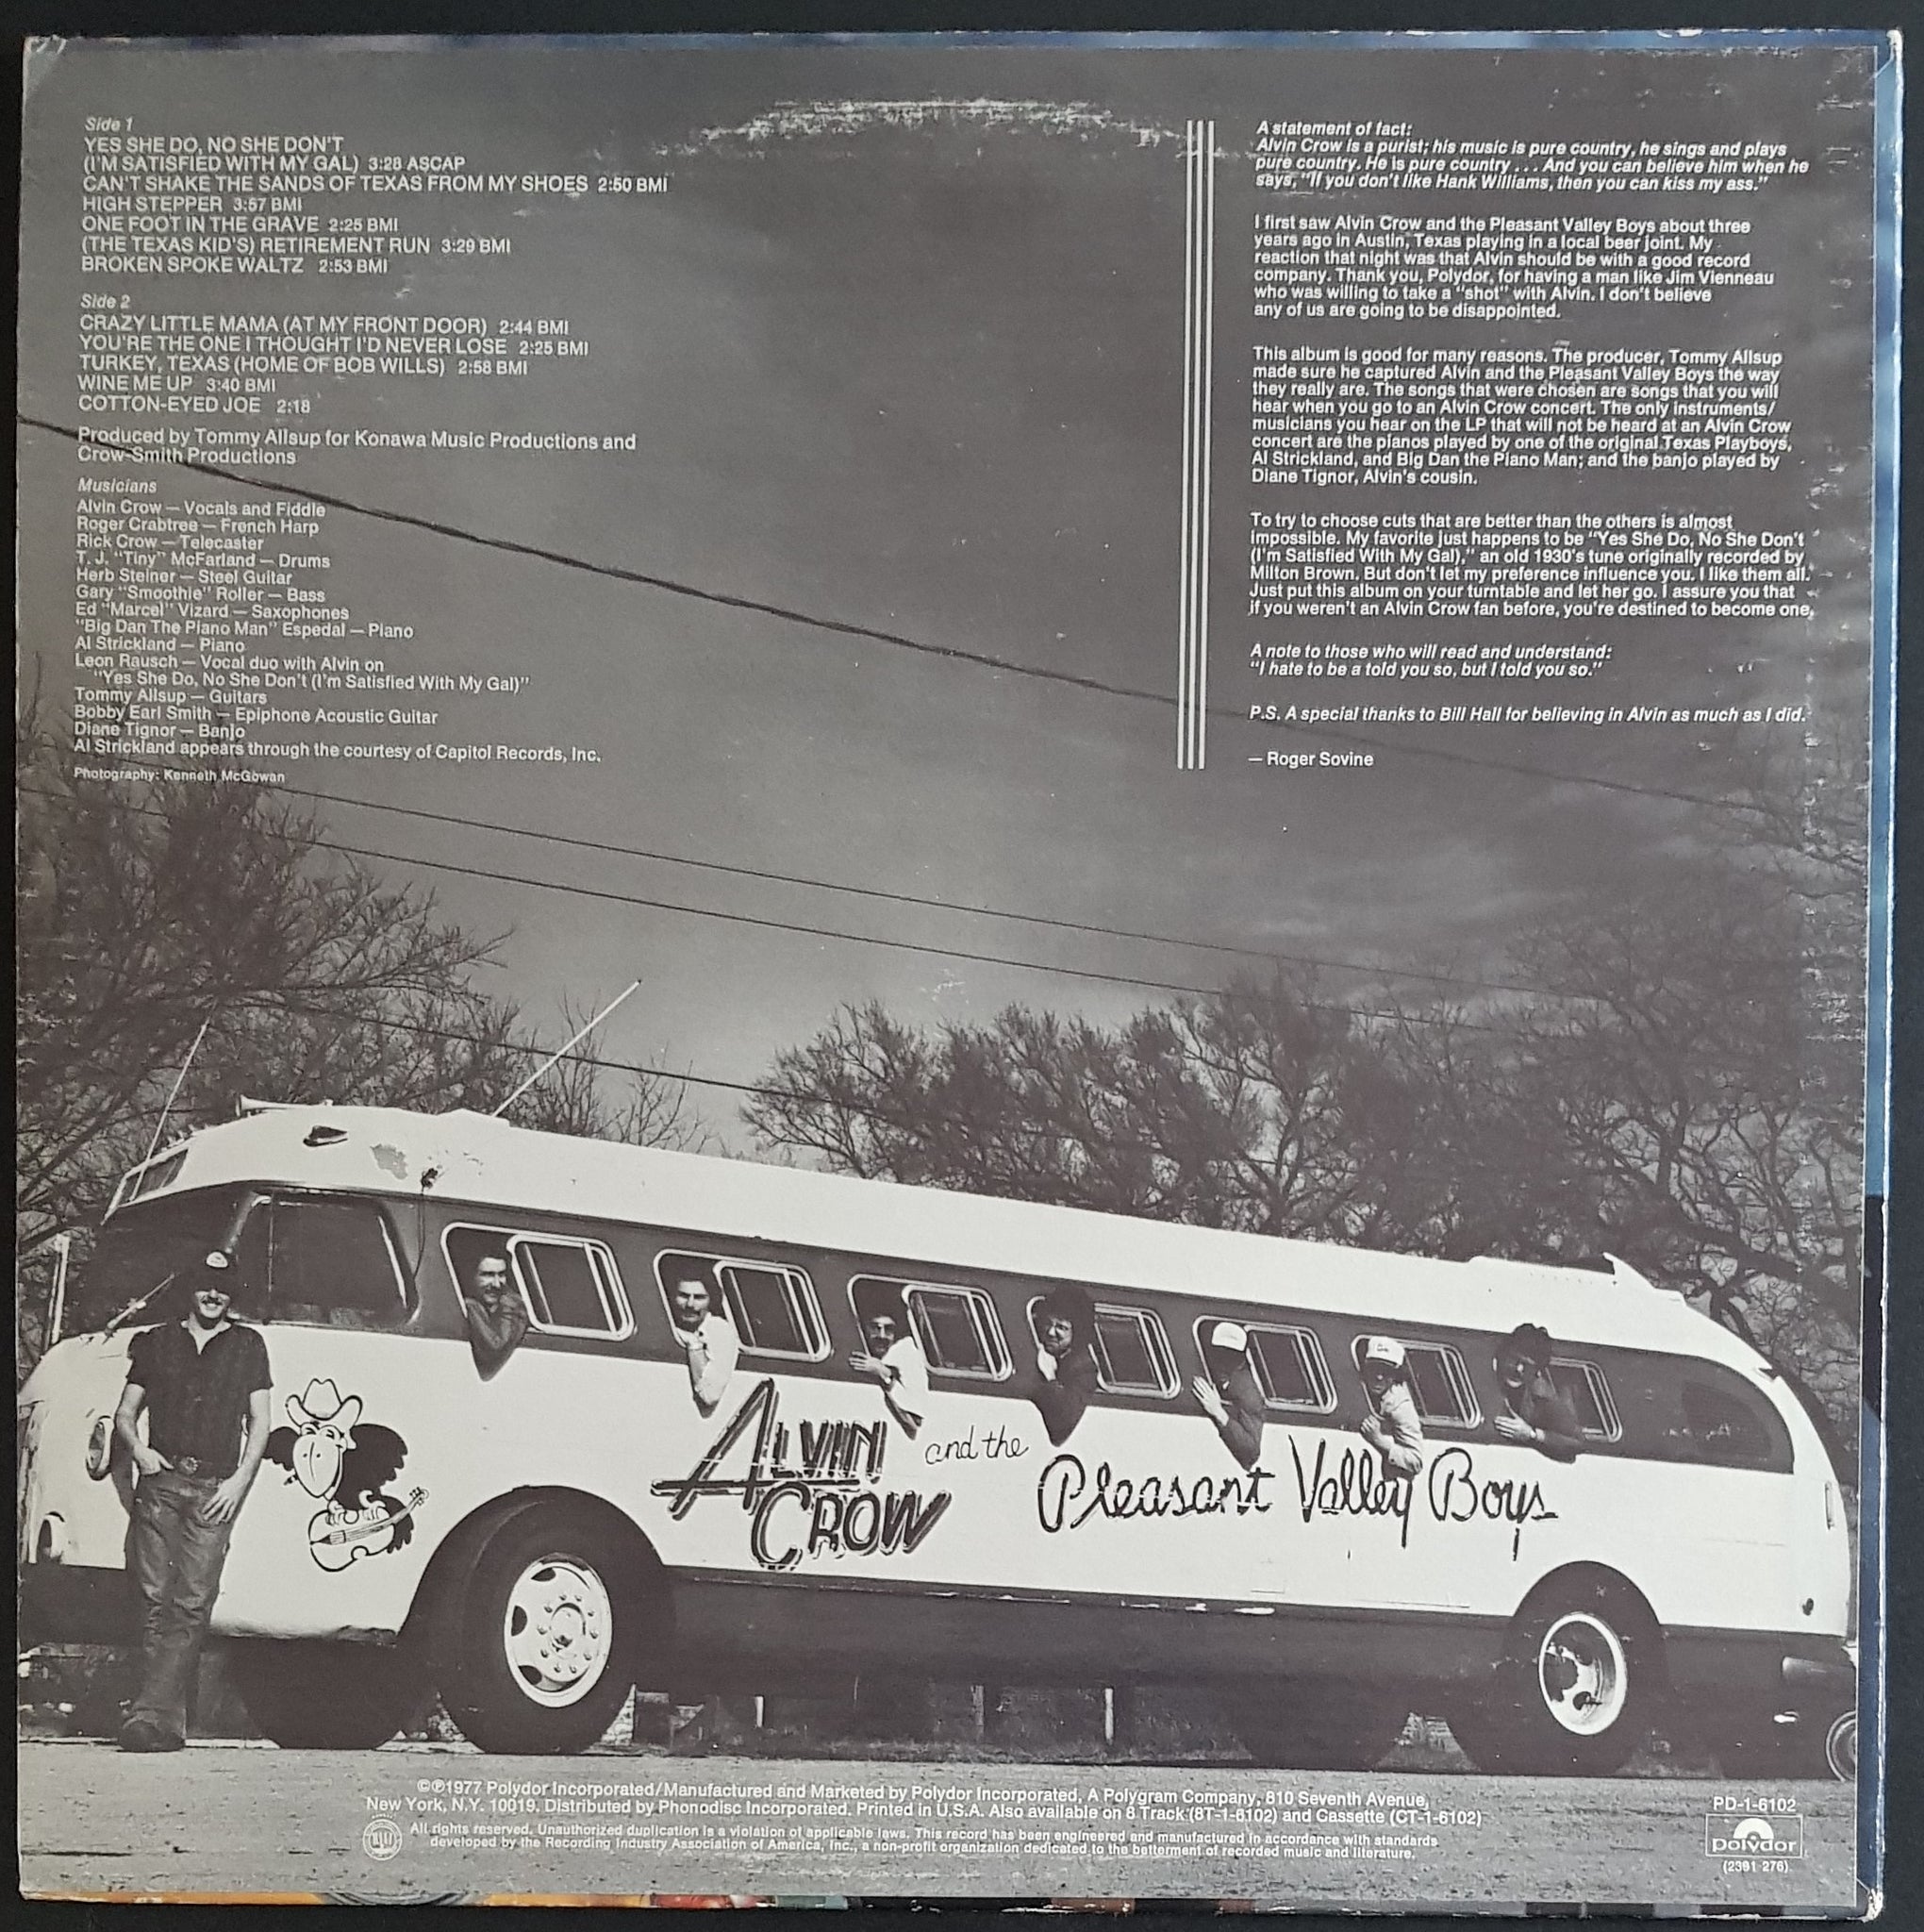 Side 1
YES SHE DO, NO SHE DON'T
(I'M SATISFIED WITH MY GAL) 3:28 ASCAP
CAN'T SHAKE THE SANDS OF TEXAS FROM MY SHOES 2:50 BMI
HIGH STEPPER 3:57 BMI
ONE FOOT IN THE GRAVE 2:25 BMI
(THE TEXAS KID'S) RETIREMENT RUN 3:29 BMI
BROKEN SPOKE WALTZ 2:53 BMI
Side 2
CRAZY LITTLE MAMA (AT MY FRONT DOOR) 2:44 BMI
YOU'RE THE ONE I THOUGHT I'D NEVER LOSE 2:25 BMI
TURKEY, TEXAS (HOME OF BOB WILLS) 2:58 BMI
WINE ME UP 3:40 BMI
COTTON-EYED JOE 2:18
Produced by Tommy Allsup for Konawa Music Productions and
Crow-Smith Productions
Musicians
Alvin Crow — Vocals and Fiddle
Roger Crabtree — French Harp
Rick Crow — Telecaster
T. J. "Tiny" McFarland — Drums
Herb Steiner — Steel Guitar
Gary "Smoothie" Roller — Bass
Ed "Marcel" Vizard — Saxophones
"Big Dan The Piano Man" Espedal — Piano
Al Strickland — Piano
Leon Rausch — Vocal duo with Alvin on
"Yes She Do, No She Don't (I'm Satisfied With My Gal)"
Tommy Allsup — Guitars
Bobby Earl Smith — Epiphone Acoustic Guitar
Diane Tignor — Banjo
Al Strickland appears through the courtesy of Capitol Records, Inc.
Photography: Kenneth McGowan
A statement of fact:
Alvin Crow is a purist; his music is pure country, he sings and plays
pure country. He is pure country . . . And you can believe him when he
says, "If you don't like Hank Williams, then you can kiss my ass."
I first saw Alvin Crow and the Pleasant Valley Boys about three
years ago in Austin, Texas playing in a local beer joint. My
reaction that night was that Alvin should be with a good record
company. Thank you, Polydor, for having a man like Jim Vienneau
who was willing to take a "shot" with Alvin. I don't believe
any of us are going to be disappointed.
This album is good for many reasons. The producer, Tommy Allsup
made sure he captured Alvin and the Pleasant Valley Boys the way
they really are. The songs that were chosen are songs that you will
hear when you go to an Alvin Crow concert. The only instruments/
musicians you hear on the LP that will not be heard at an Alvin Crow
concert are the pianos played by one of the original Texas Playboys,
Al Strickland, and Big Dan the Piano Man; and the banjo played by
Diane Tignor, Alvin's cousin.
To try to choose cuts that are better than the others is almost
impossible. My favorite just happens to be "Yes She Do, No She Don't
(I'm Satisfied With My Gal)," an old 1930's tune originally recorded by
Milton Brown. But don't let my preference influence you. I like them all.
Just put this album on your turntable and let her go. I assure you that
if you weren't an Alvin Crow fan before, you're destined to become one.
A note to those who will read and understand:
"I hate to be a told you so, but I told you so."
P.S. A special thanks to Bill Hall for believing in Alvin as much as I did.
— Roger Sovine
ALVIN CROW and the Pleasant Valley Boys
©℗1977 Polydor Incorporated/Manufactured and Marketed by Polydor Incorporated, A Polygram Company, 810 Seventh Avenue,
New York, N.Y. 10019. Distributed by Phonodisc Incorporated. Printed in U.S.A. Also available on 8 Track (8T-1-6102) and Cassette (CT-1-6102)
All rights reserved. Unauthorized duplication is a violation of applicable laws. This record has been engineered and manufactured in accordance with standards
developed by the Recording Industry Association of America, Inc., a non-profit organization dedicated to the betterment of recorded music and literature.
PD-1-6102
polydor
(2391 276)